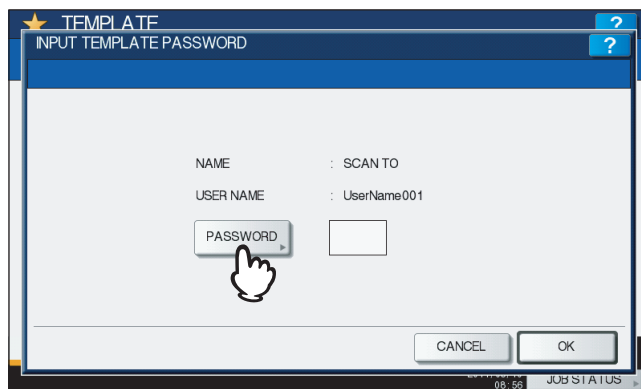 TEMPLATE
?
INPUT TEMPLATE PASSWORD
?
NAME : SCAN TO
USER NAME : UserName001
PASSWORD
CANCEL
OK
08:56
JOB STATUS